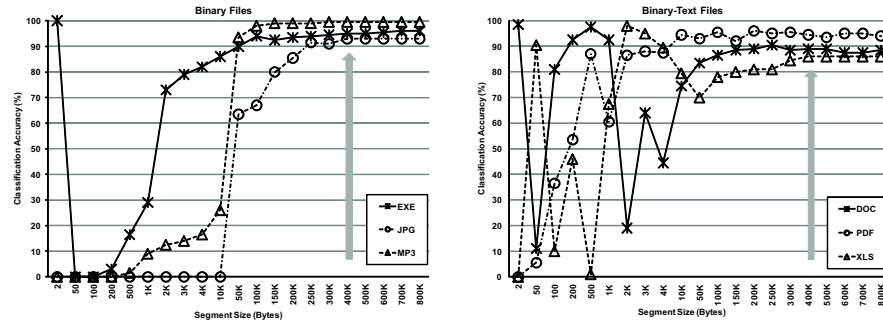 Binary Files
Classification Accuracy (%)
100
90
80
70
60
50
40
30
20
10
0
2
50
100
200
500
1K
2K
3K
4K
10K
50K
100K
150K
200K
250K
300K
400K
500K
600K
700K
800K
Segment Size (Bytes)
EXE
JPG
MP3
Binary-Text Files
Classification Accuracy (%)
100
90
80
70
60
50
40
30
20
10
0
2
50
100
200
500
1K
2K
3K
4K
10K
50K
100K
150K
200K
250K
300K
400K
500K
600K
700K
800K
Segment Size (Bytes)
DOC
PDF
XLS